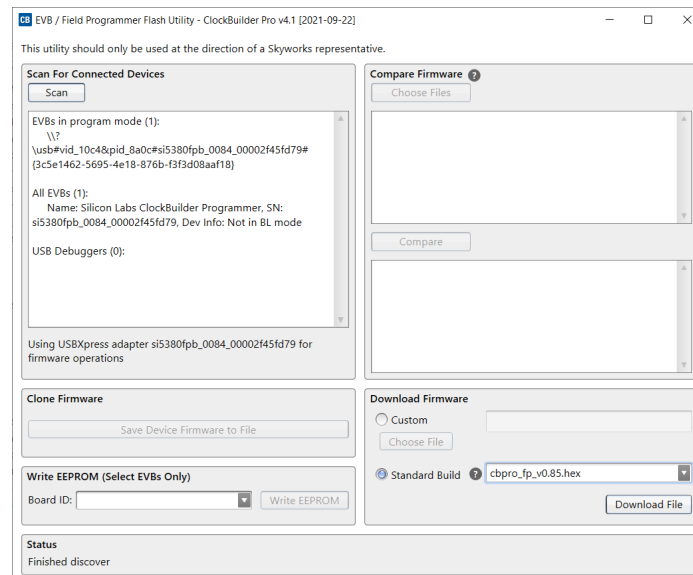 CB EVB / Field Programmer Flash Utility - ClockBuilder Pro v4.1 [2021-09-22]
This utility should only be used at the direction of a Skyworks representative.
Scan For Connected Devices
Scan
EVBs in program mode (1):
\\?
\usb#vid_10c4&pid_8a0c#si5380fpb_0084_00002f45fd79#
{3c5e1462-5695-4e18-876b-f3f3d08aaf18}
All EVBs (1):
Name: Silicon Labs ClockBuilder Programmer, SN:
si5380fpb_0084_00002f45fd79, Dev Info: Not in BL mode
USB Debuggers (0):
Using USBXpress adapter si5380fpb_0084_00002f45fd79 for
firmware operations
Compare Firmware ?
Choose Files
Compare
Clone Firmware
Save Device Firmware to File
Write EEPROM (Select EVBs Only)
Board ID:
Write EEPROM
Download Firmware
Custom
Choose File
Standard Build ? cbpro_fp_v0.85.hex
Download File
Status
Finished discover